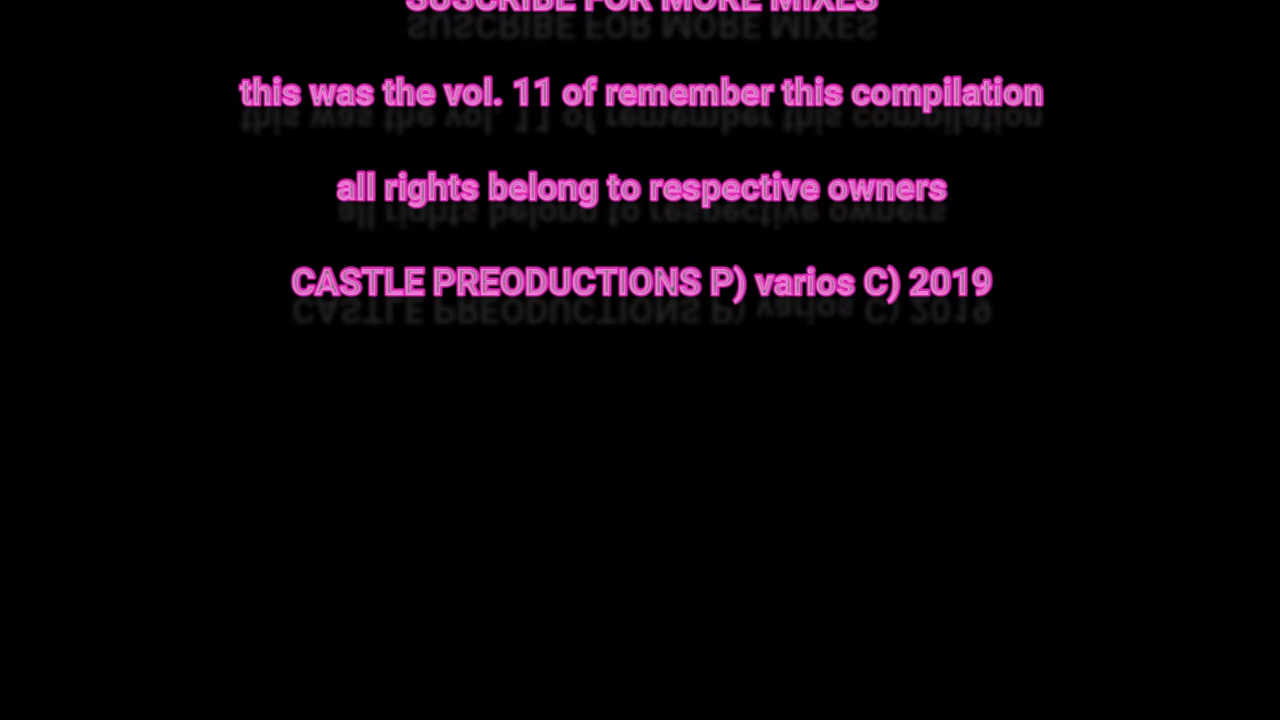 SUSCRIBE FOR MORE MIXES
this was the vol. 11 of remember this compilation
all rights belong to respective owners
CASTLE PREODUCTIONS P) varios C) 2019